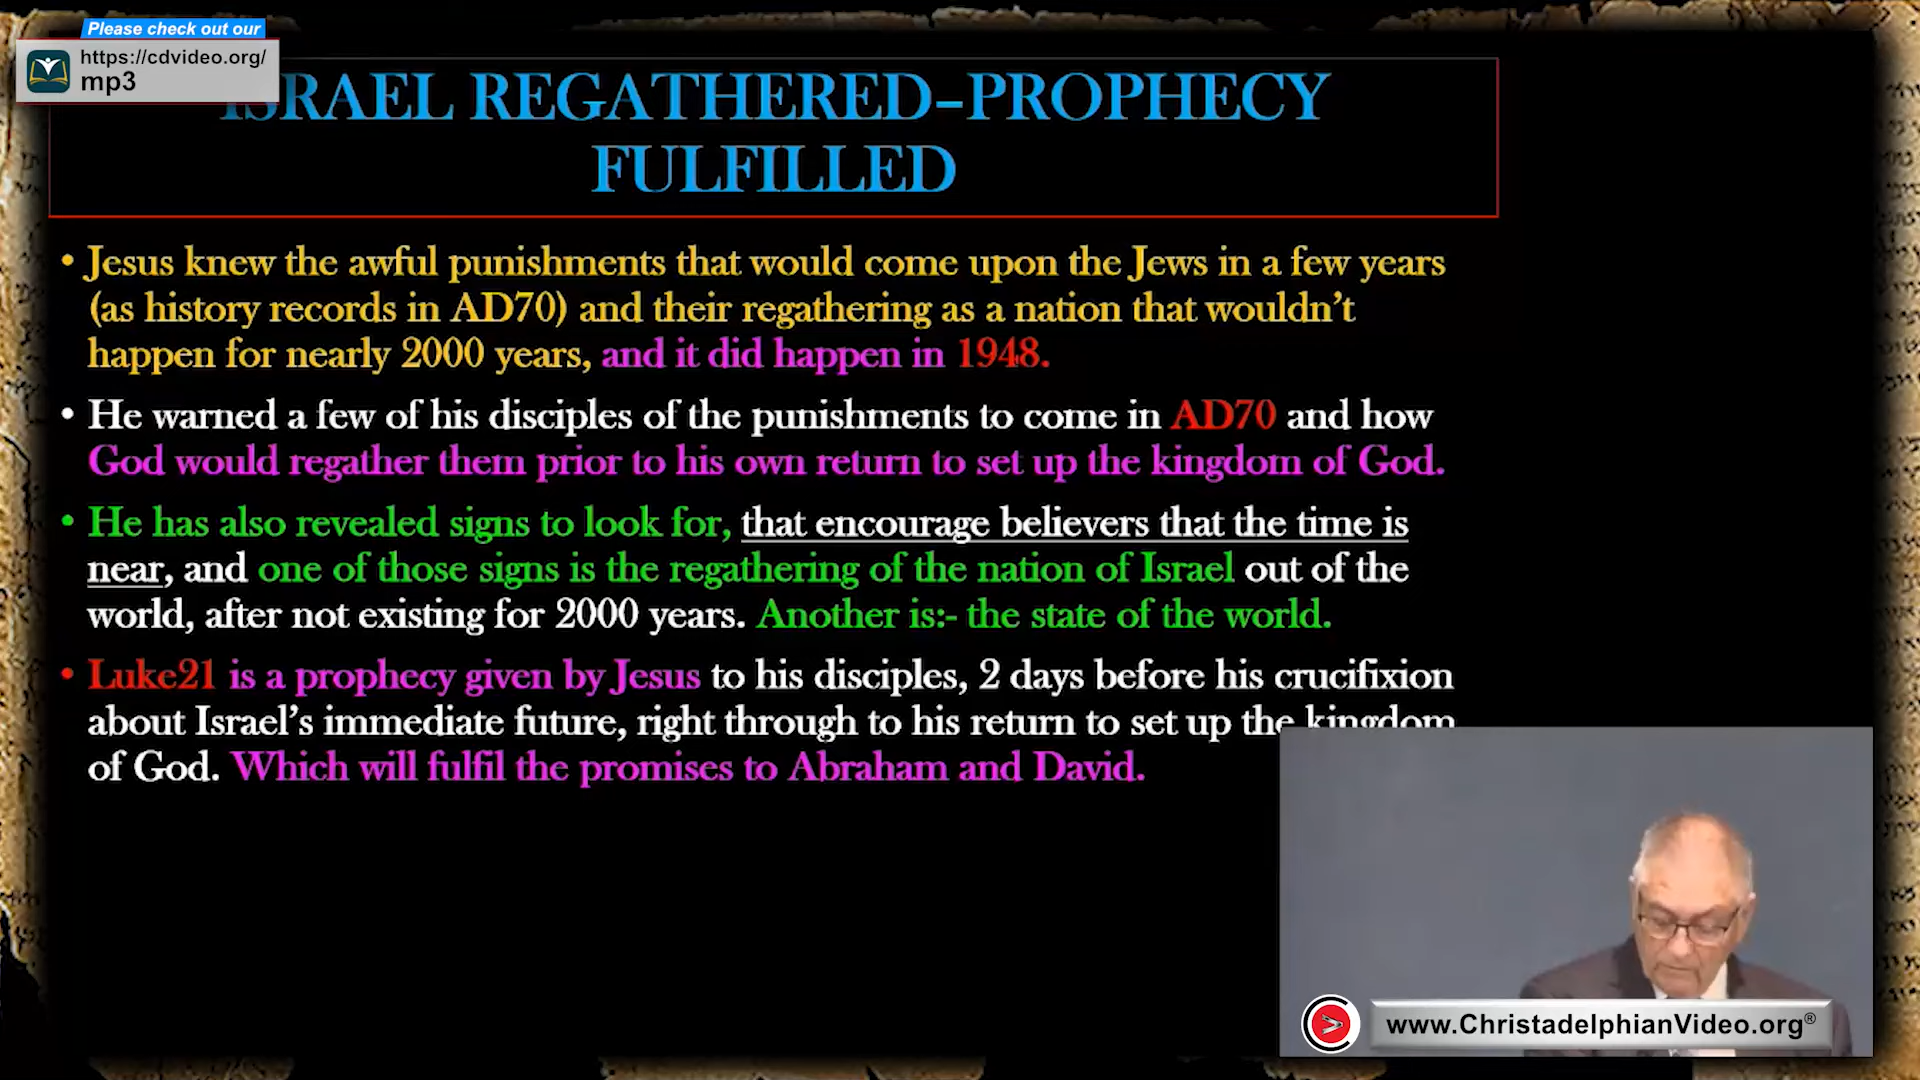 Please check out our
https://cdvideo.org/
mp3
ISRAEL REGATHERED–PROPHECY
FULFILLED
• Jesus knew the awful punishments that would come upon the Jews in a few years
(as history records in AD70) and their regathering as a nation that wouldn’t
happen for nearly 2000 years, and it did happen in 1948.
• He warned a few of his disciples of the punishments to come in AD70 and how
God would regather them prior to his own return to set up the kingdom of God.
• He has also revealed signs to look for, that encourage believers that the time is
near, and one of those signs is the regathering of the nation of Israel out of the
world, after not existing for 2000 years. Another is:- the state of the world.
• Luke21 is a prophecy given by Jesus to his disciples, 2 days before his crucifixion
about Israel’s immediate future, right through to his return to set up the kingdom
of God. Which will fulfil the promises to Abraham and David.
www.ChristadelphianVideo.org®